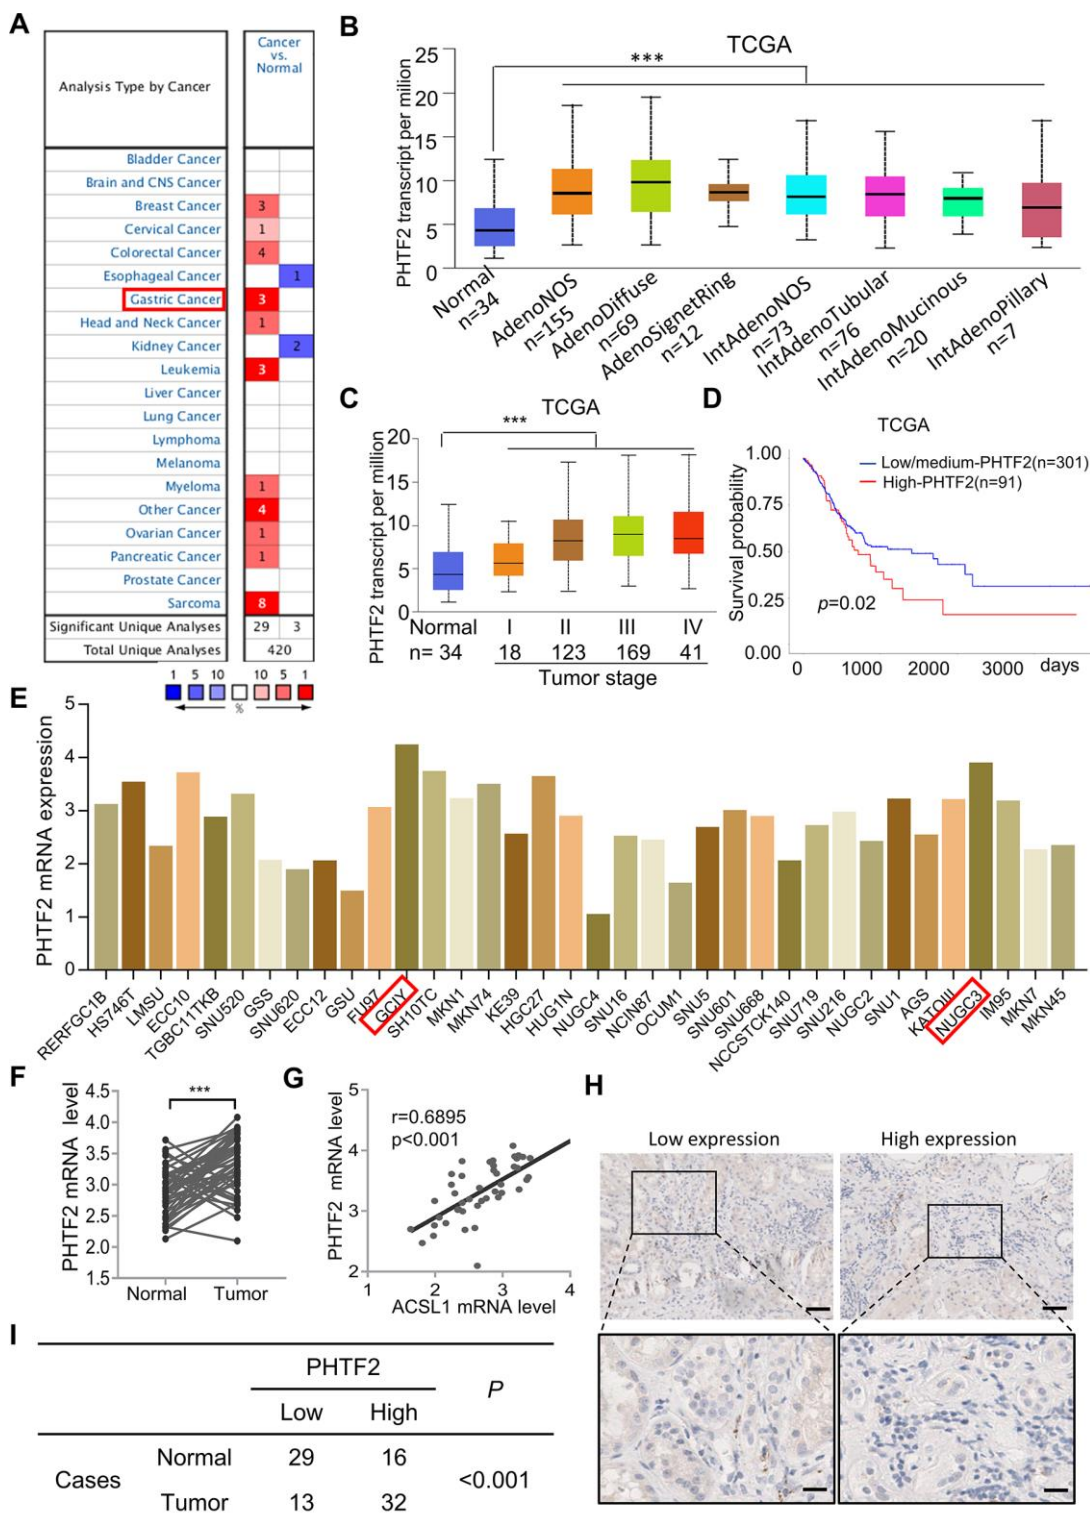 A
Analysis Type by Cancer
Cancer
vs.
Normal
Bladder Cancer
Brain and CNS Cancer
Breast Cancer 3
Cervical Cancer 1
Colorectal Cancer 4
Esophageal Cancer 1
Gastric Cancer 3
Head and Neck Cancer 1
Kidney Cancer 2
Leukemia 3
Liver Cancer
Lung Cancer
Lymphoma
Melanoma
Myeloma 1
Other Cancer 4
Ovarian Cancer 1
Pancreatic Cancer 1
Prostate Cancer
Sarcoma 8
Significant Unique Analyses 29 3
Total Unique Analyses 420
1 5 10 10 5 1
%
B
TCGA
***
PHTF2 transcript per milion
25
20
15
10
5
0
Normal
n=34
AdenoNOS
n=155
AdenoDiffuse
n=69
AdenoSignetRing
n=12
IntAdenoNOS
n=73
IntAdenoTubular
n=76
IntAdenoMucinous
n=20
IntAdenoPillary
n=7
C
TCGA
***
PHTF2 transcript per million
20
15
10
5
0
Normal I II III IV
n= 34 18 123 169 41
Tumor stage
D
TCGA
Low/medium-PHTF2(n=301)
High-PHTF2(n=91)
Survival probability
1.00
0.75
0.50
0.25
0.00
p=0.02
0 1000 2000 3000 days
E
PHTF2 mRNA expression
5
4
3
2
1
0
RERFGC1B
HS746T
LMSU
ECC10
TGBC11TKB
SNU520
GSS
SNU620
ECC12
GSU
FU97
GCIY
SH10TC
MKN1
MKN74
KE39
HGC27
HUG1N
NUGC4
SNU16
NCIN87
OCUM1
SNU5
SNU601
SNU668
NCCSTCK140
SNU719
SNU216
NUGC2
SNU1
AGS
KATOIII
NUGC3
IM95
MKN7
MKN45
F
***
PHTF2 mRNA level
4.5
4.0
3.5
3.0
2.5
2.0
1.5
Normal Tumor
G
r=0.6895
p<0.001
PHTF2 mRNA level
5
4
3
2
1 2 3 4
ACSL1 mRNA level
H
Low expression High expression
I
PHTF2
P
Low High
Cases
Normal 29 16
<0.001
Tumor 13 32